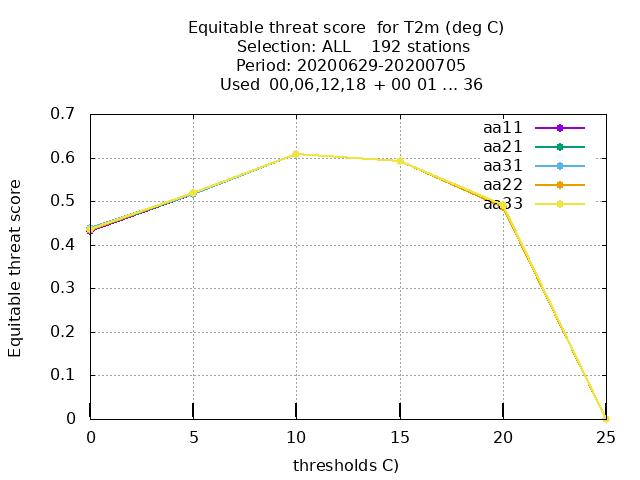 Equitable threat score  for T2m (deg C)
Selection: ALL    192 stations
Period: 20200629-20200705
Used  00,06,12,18 + 00 01 ... 36
0.7
0.6
0.5
0.4
0.3
0.2
0.1
0
Equitable threat score
aa11
aa21
aa31
aa22
aa33
0 5 10 15 20 25
thresholds C)